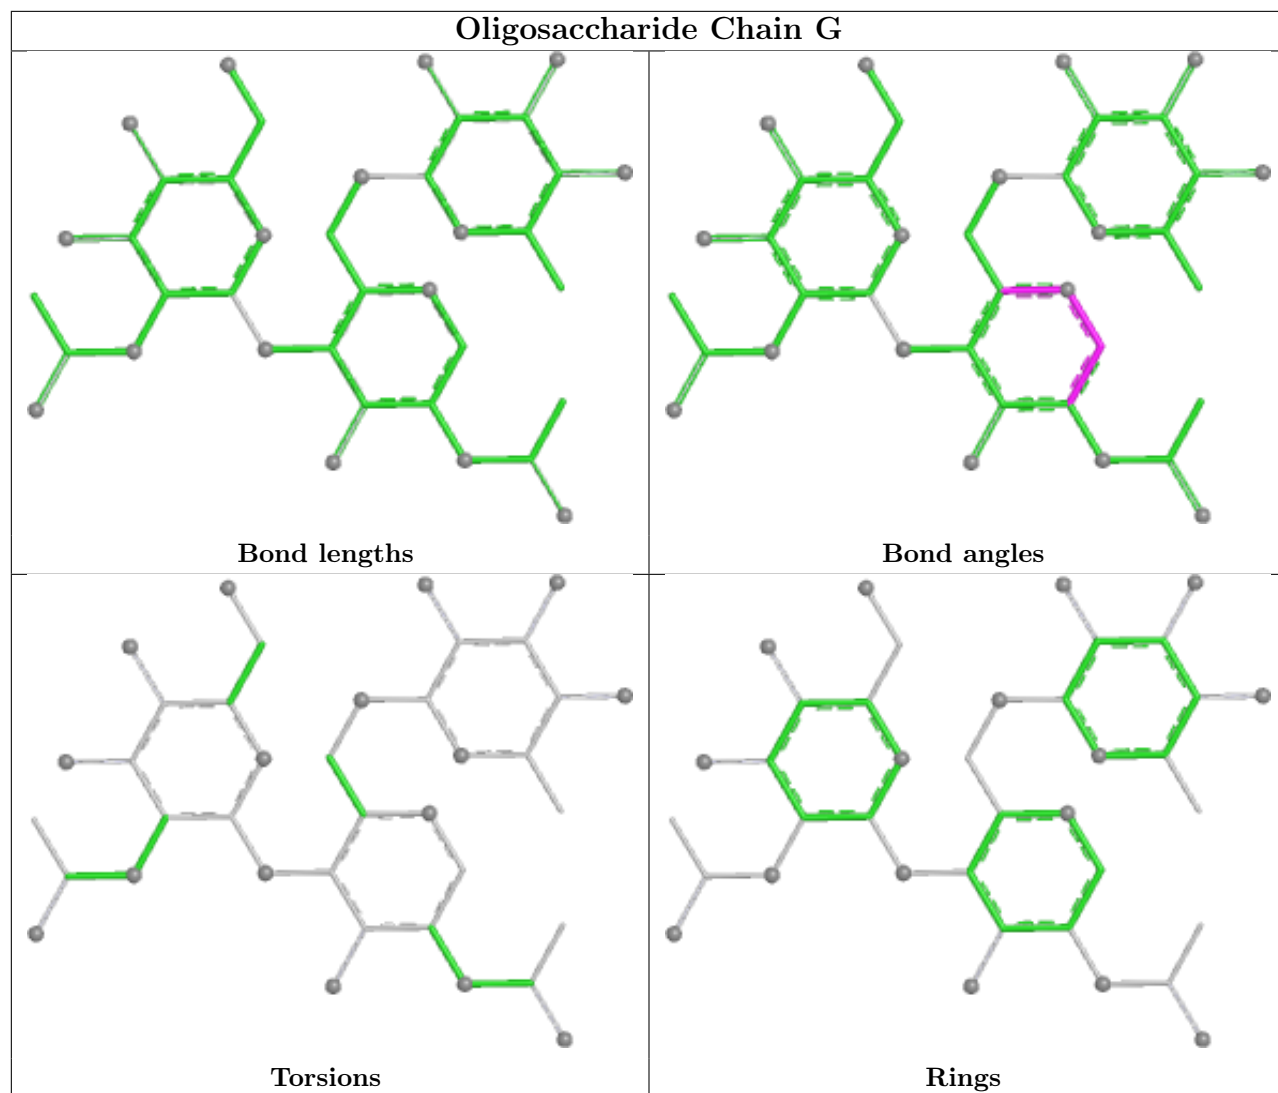 Oligosaccharide Chain G
Bond lengths
Bond angles
Torsions
Rings